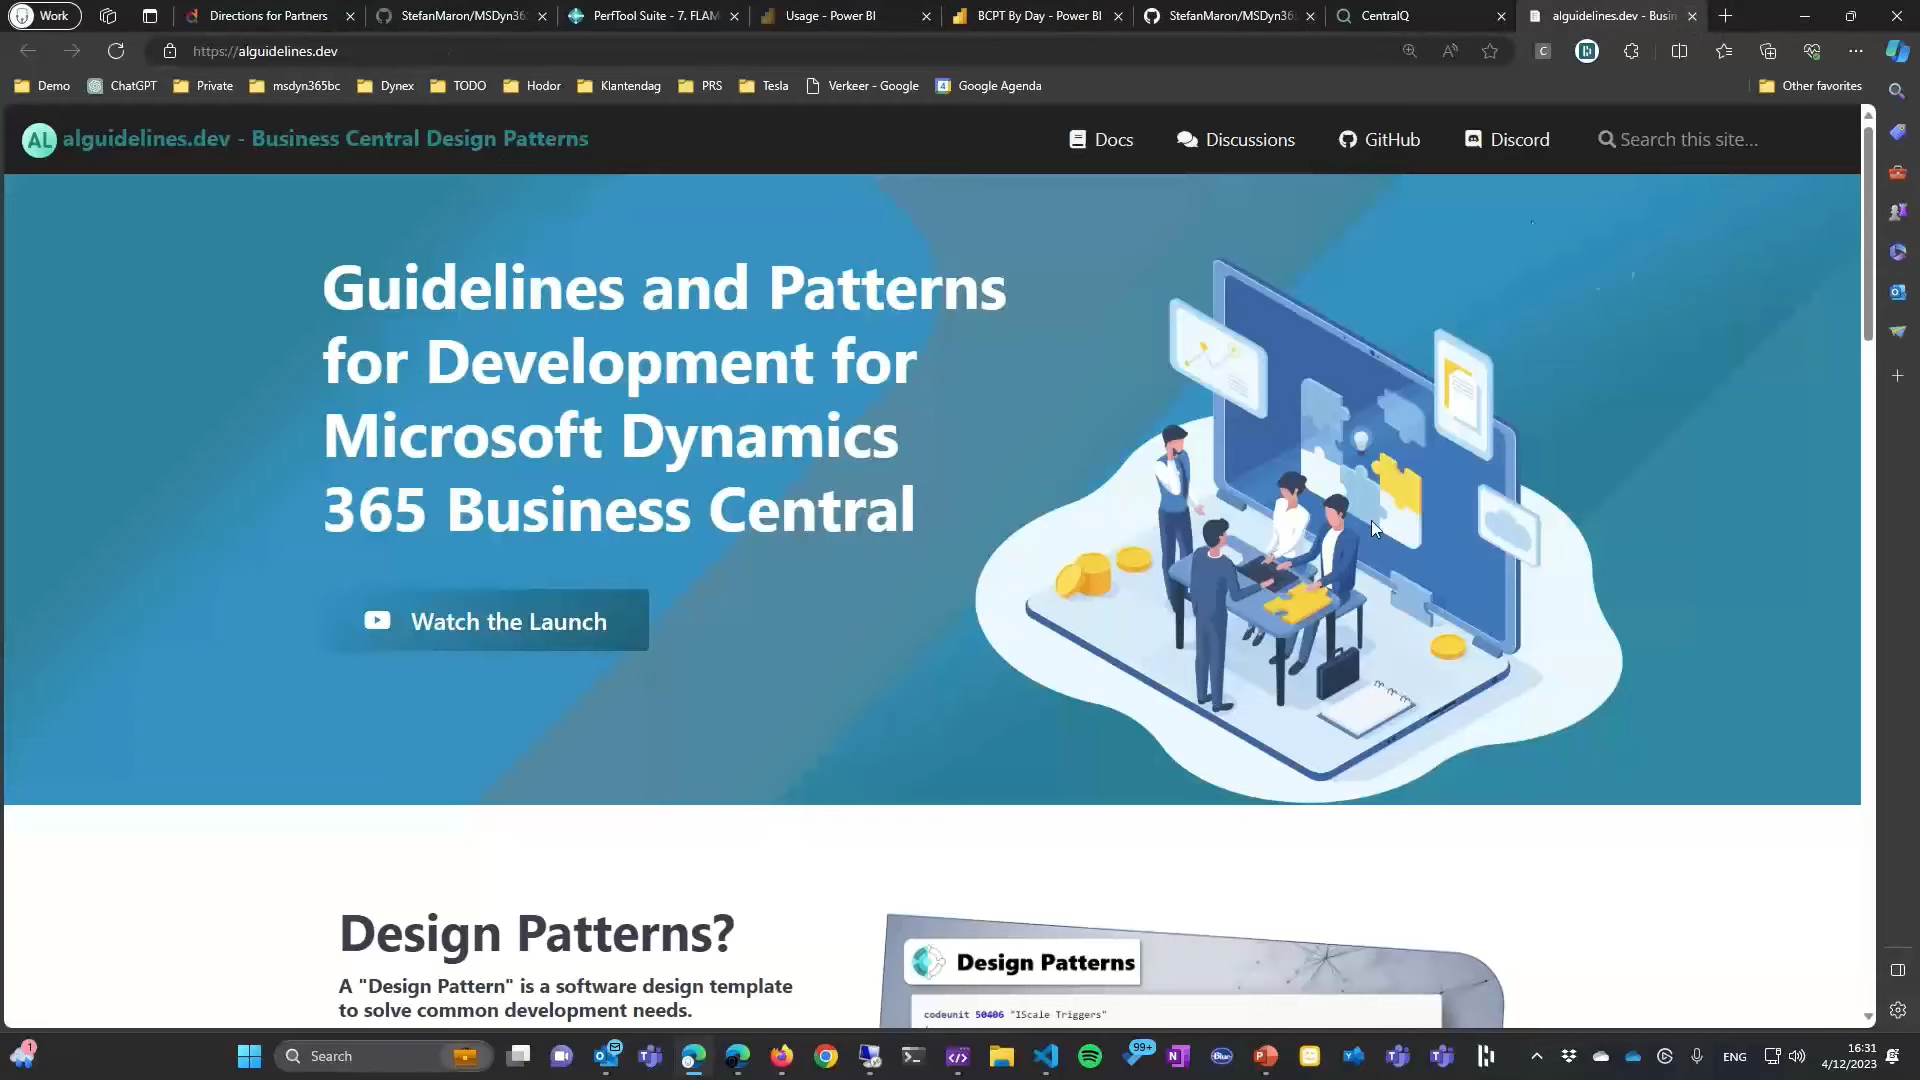 Work
Directions for Partners
StefanMaron/MSDyn36
PerfTool Suite - 7. FLAM
Usage - Power BI
BCPT By Day - Power BI
StefanMaron/MSDyn36
CentralQ
alguidelines.dev - Busin
https://alguidelines.dev
Demo
ChatGPT
Private
msdyn365bc
Dynex
TODO
Hodor
Klantendag
PRS
Tesla
Verkeer - Google
Google Agenda
Other favorites
AL alguidelines.dev - Business Central Design Patterns
Docs
Discussions
GitHub
Discord
Search this site...
Guidelines and Patterns
for Development for
Microsoft Dynamics
365 Business Central
Watch the Launch
Design Patterns?
A "Design Pattern" is a software design template
to solve common development needs.
Design Patterns
codeunit 50406 "IScale Triggers"
1
Search
99+
Blue
ENG
16:31
4/12/2023